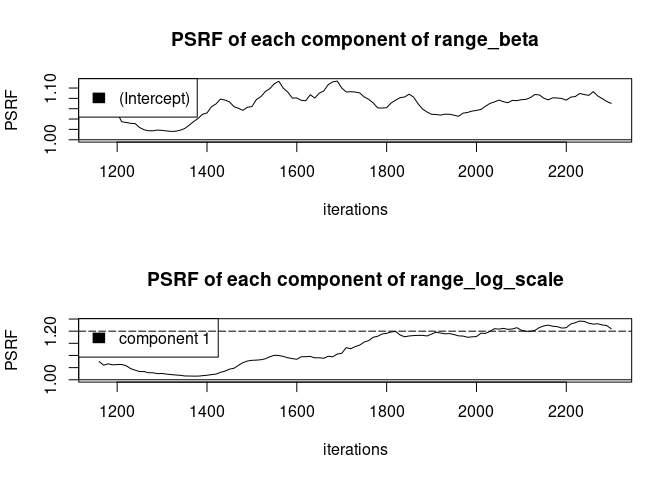 PSRF of each component of range_beta
PSRF
1.00 1.10
(Intercept)
1200 1400 1600 1800 2000 2200
iterations
PSRF of each component of range_log_scale
PSRF
1.00 1.20
component 1
1200 1400 1600 1800 2000 2200
iterations